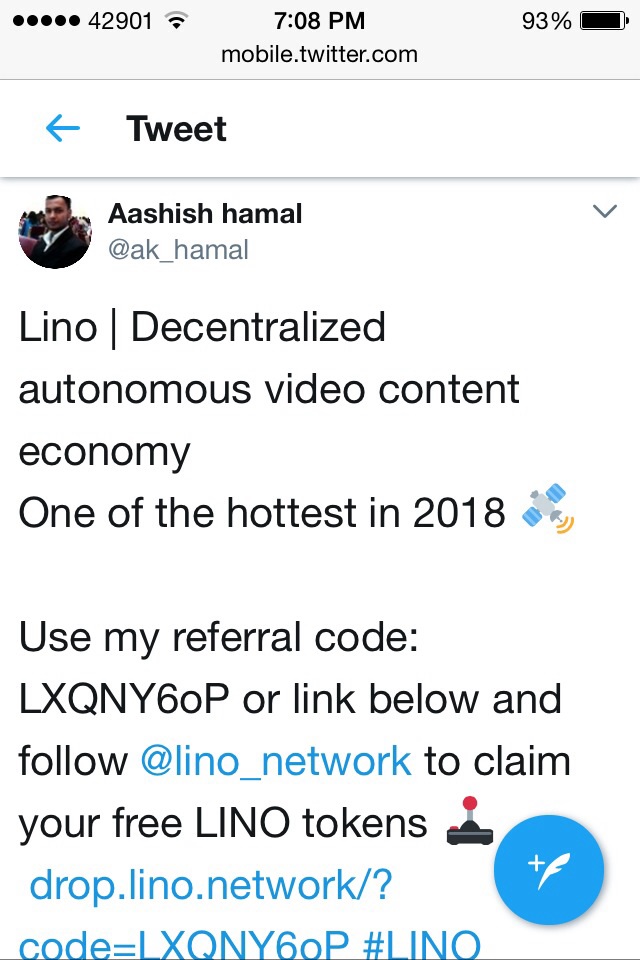 42901 7:08 PM 93%
mobile.twitter.com
Tweet
Aashish hamal
@ak_hamal
Lino | Decentralized
autonomous video content
economy
One of the hottest in 2018
Use my referral code:
LXQNY6oP or link below and
follow @lino_network to claim
your free LINO tokens
drop.lino.network/?
code=LXQNY6oP #LINO